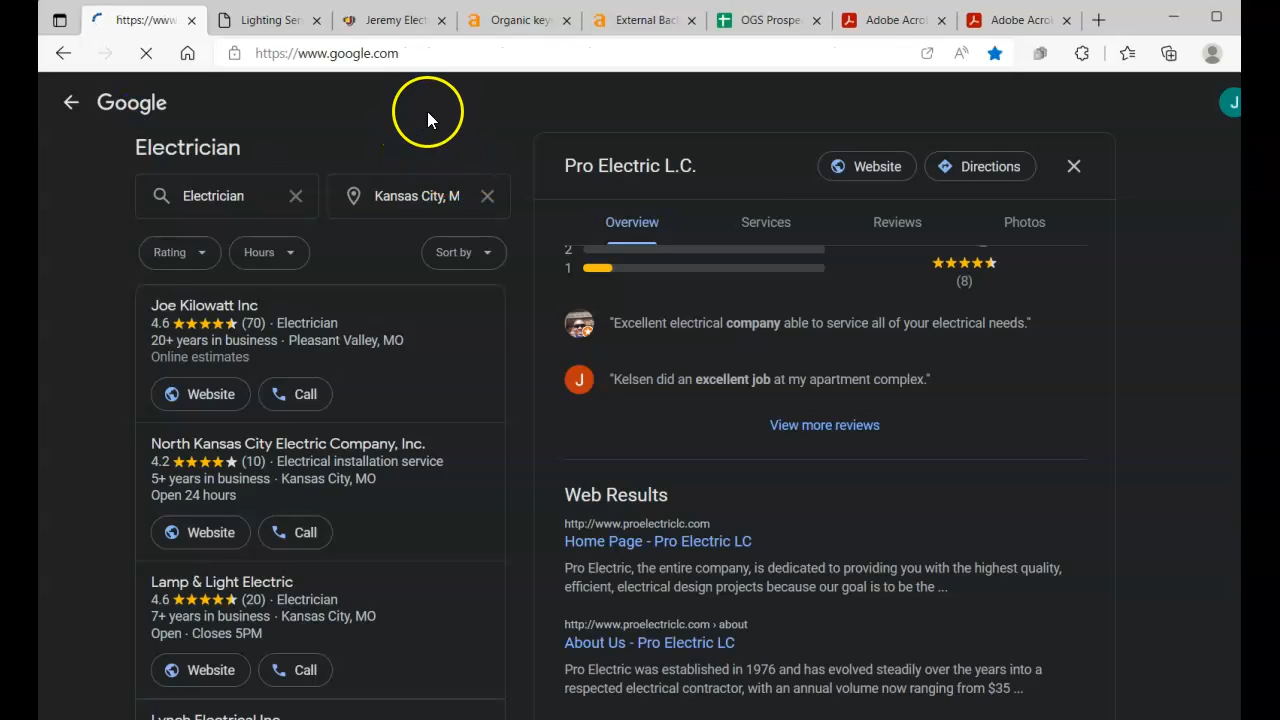 https://www
Lighting Ser
Jeremy Elect
Organic key
External Bac
OGS Prospe
Adobe Acro
Adobe Acro
https://www.google.com
Google
J
Electrician
Electrician
Kansas City, M
Rating
Hours
Sort by
Joe Kilowatt Inc
4.6 (70) · Electrician
20+ years in business · Pleasant Valley, MO
Online estimates
Website
Call
North Kansas City Electric Company, Inc.
4.2 (10) · Electrical installation service
5+ years in business · Kansas City, MO
Open 24 hours
Website
Call
Lamp & Light Electric
4.6 (20) · Electrician
7+ years in business · Kansas City, MO
Open · Closes 5PM
Website
Call
Lynch Electrical Inc
Pro Electric L.C.
Website
Directions
Overview
Services
Reviews
Photos
2
1
(8)
"Excellent electrical company able to service all of your electrical needs."
J
"Kelsen did an excellent job at my apartment complex."
View more reviews
Web Results
http://www.proelectriclc.com
Home Page - Pro Electric LC
Pro Electric, the entire company, is dedicated to providing you with the highest quality,
efficient, electrical design projects because our goal is to be the ...
http://www.proelectriclc.com › about
About Us - Pro Electric LC
Pro Electric was established in 1976 and has evolved steadily over the years into a
respected electrical contractor, with an annual volume now ranging from $35 ...